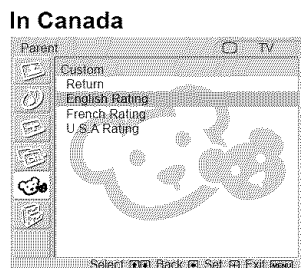 In Canada
Parent TV
Custom
Return
English Rating
French Rating
U.S.A Rating
Select Back Set Exit MENU